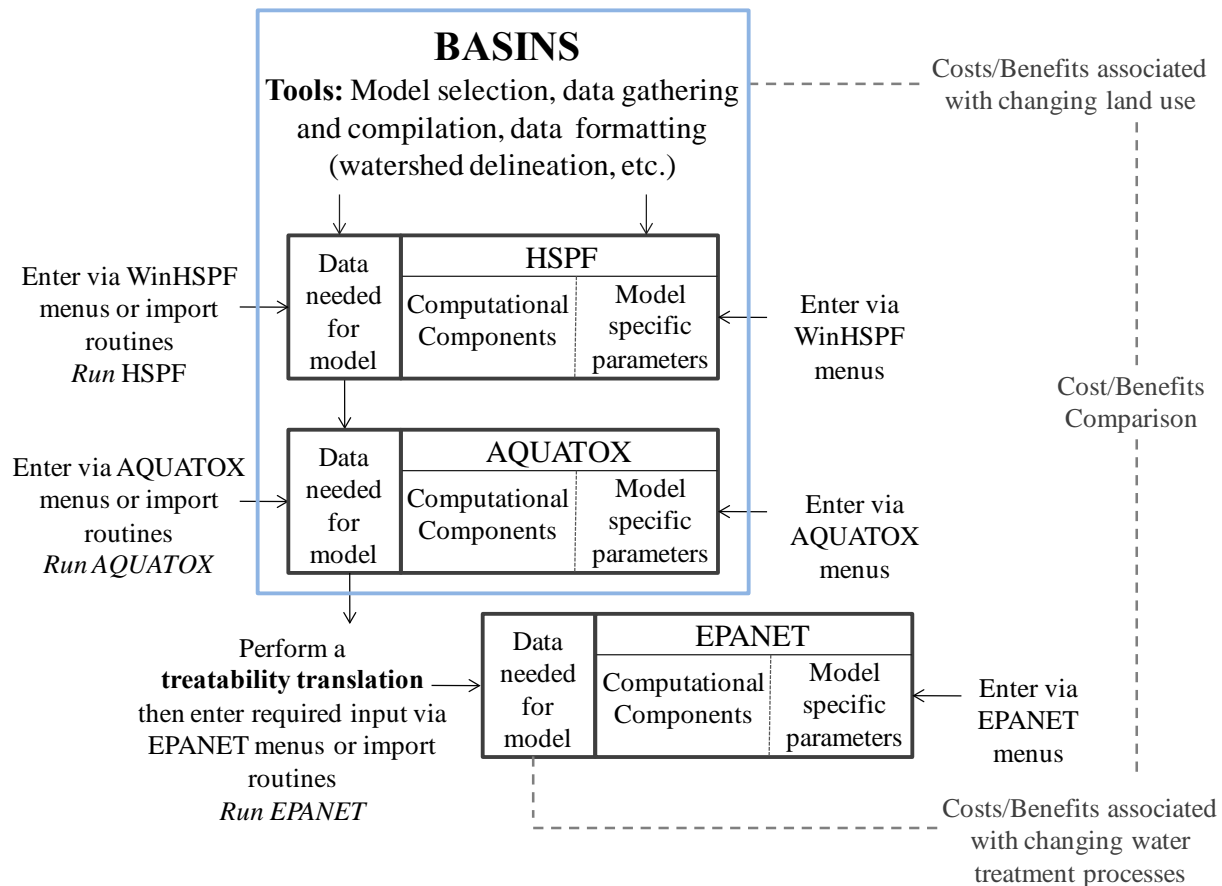 BASINS
Tools: Model selection, data gathering
and compilation, data formatting
(watershed delineation, etc.)
Costs/Benefits associated
with changing land use
Enter via WinHSPF
menus or import
routines
Run HSPF
Data
needed
for
model
HSPF
Computational
Components
Model
specific
parameters
Enter via
WinHSPF
menus
Cost/Benefits
Comparison
Enter via AQUATOX
menus or import
routines
Run AQUATOX
Data
needed
for
model
AQUATOX
Computational
Components
Model
specific
parameters
Enter via
AQUATOX
menus
Perform a
treatability translation
then enter required input via
EPANET menus or import
routines
Run EPANET
Data
needed
for
model
EPANET
Computational
Components
Model
specific
parameters
Enter via
EPANET
menus
Costs/Benefits associated
with changing water
treatment processes